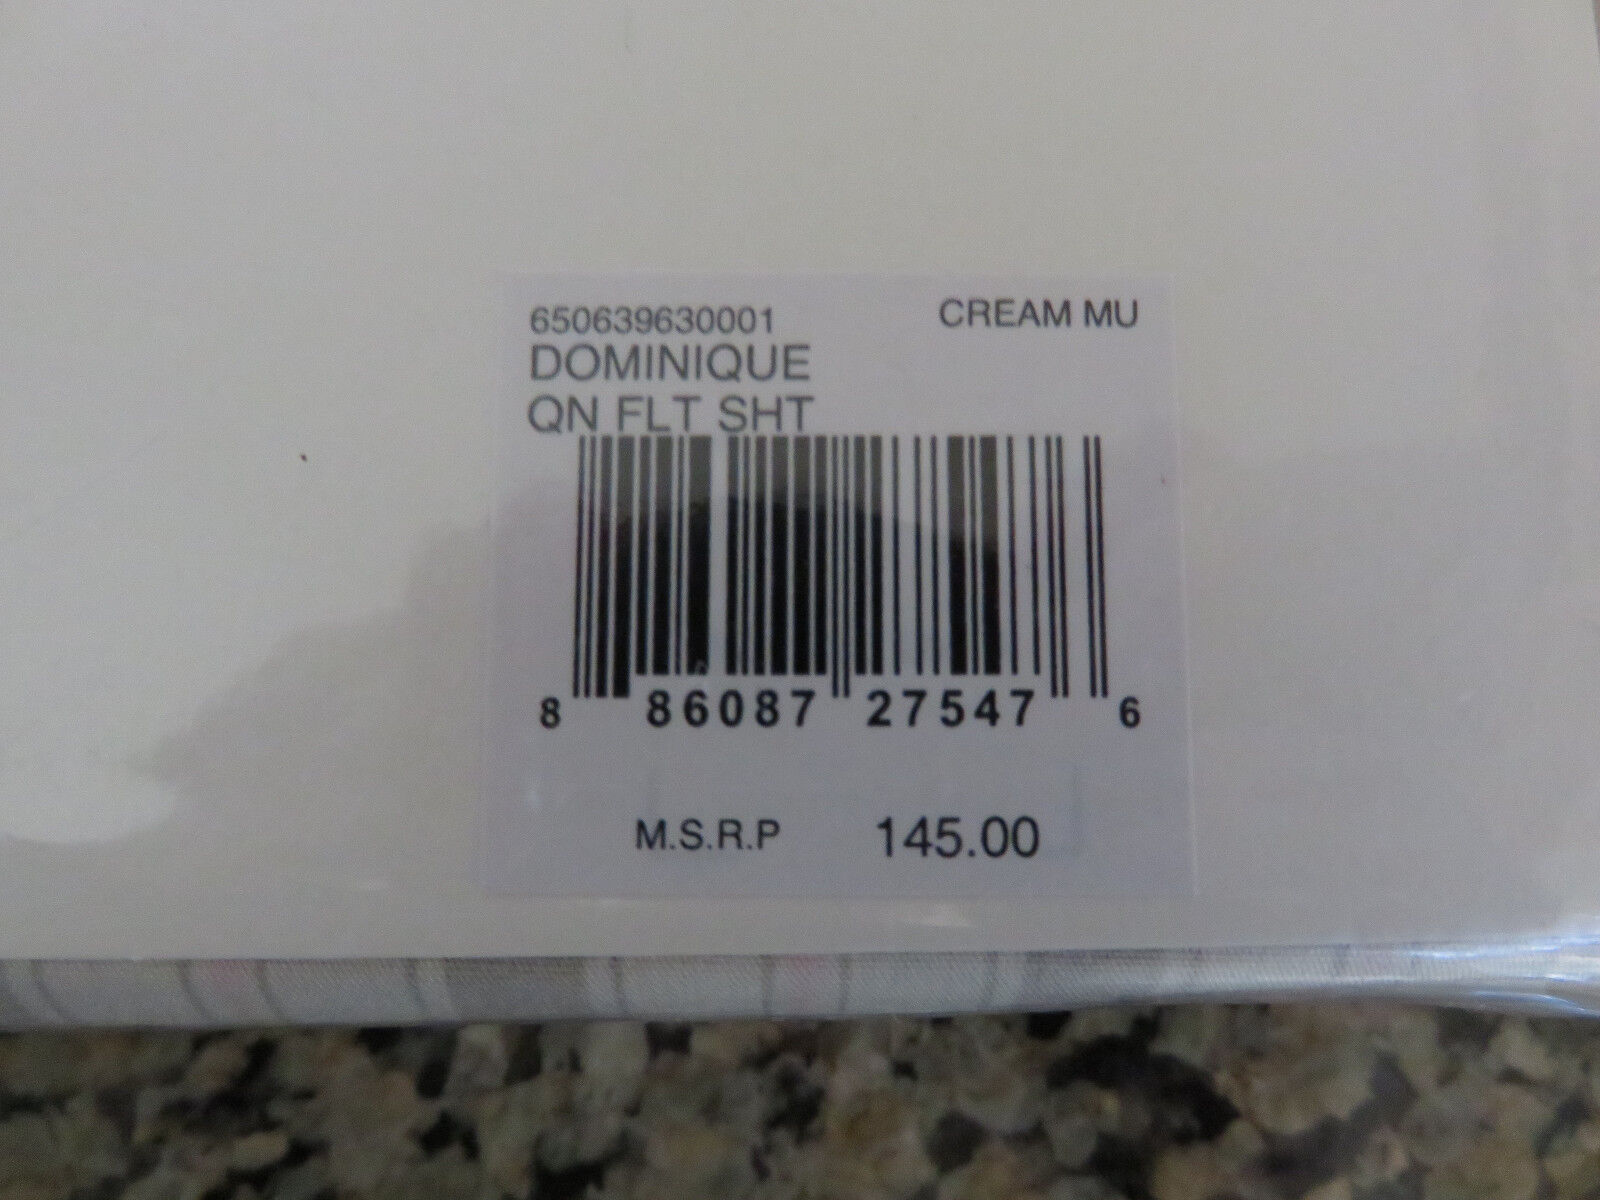 650639630001 CREAM MU
DOMINIQUE
QN FLT SHT
8 86087 27547 6
M.S.R.P 145.00